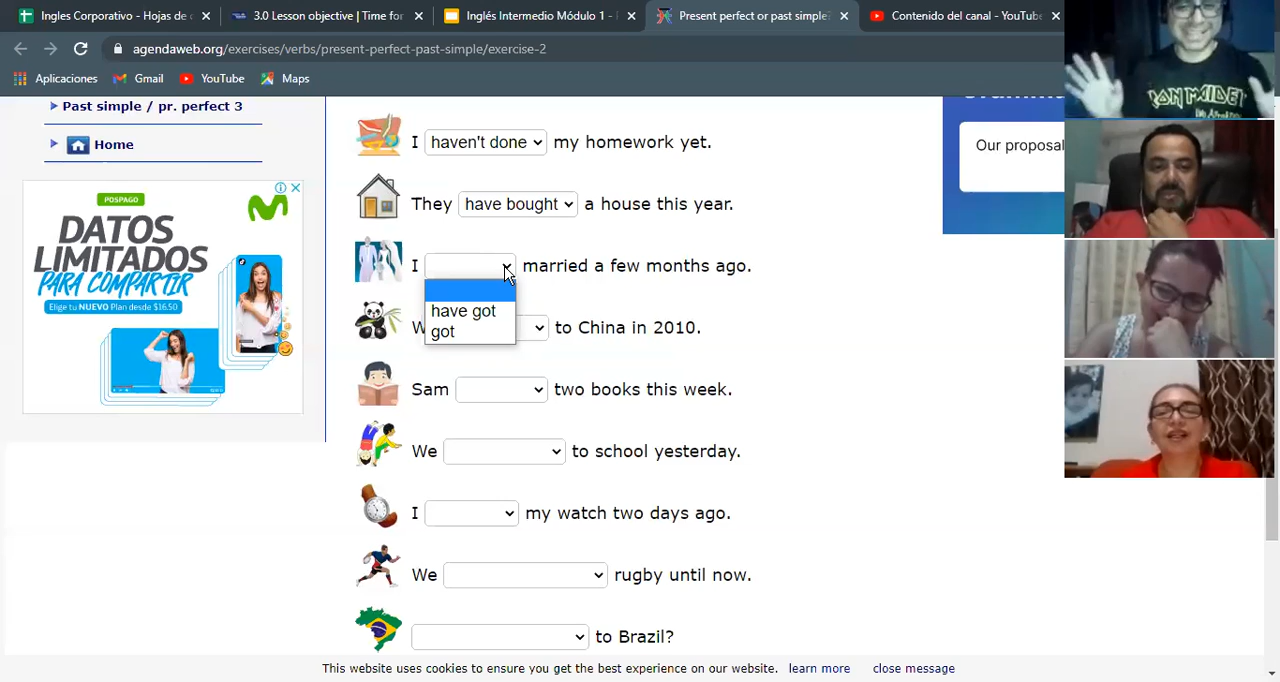 Ingles Corporativo - Hojas de
3.0 Lesson objective | Time for
Inglés Intermedio Módulo 1 -
Present perfect or past simple?
Contenido del canal - YouTube
agendaweb.org/exercises/verbs/present-perfect-past-simple/exercise-2
Aplicaciones
Gmail
YouTube
Maps
Past simple / pr. perfect 3
Home
POSPAGO
DATOS
ILIMITADOS
PARA COMPARTIR
Elige tu NUEVO Plan desde $16.50
I haven't done my homework yet.
They have bought a house this year.
I married a few months ago.
have got
got
to China in 2010.
Sam two books this week.
We to school yesterday.
I my watch two days ago.
We rugby until now.
to Brazil?
Our proposal
IRON MAIDEN
This website uses cookies to ensure you get the best experience on our website. learn more close message